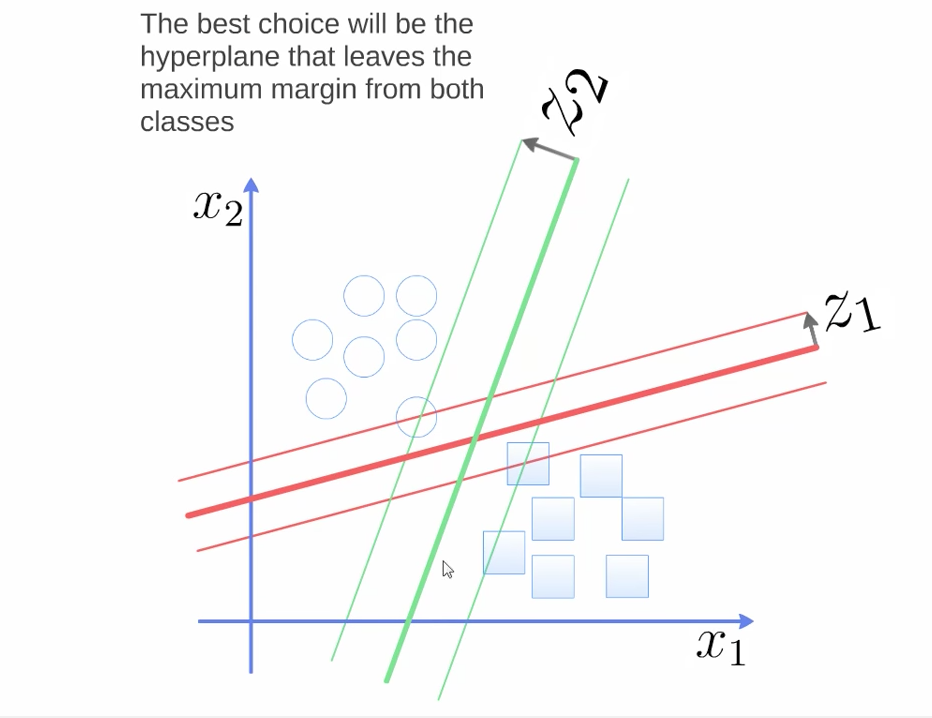 The best choice will be the
hyperplane that leaves the
maximum margin from both
classes
Z2
x2
z1
x1